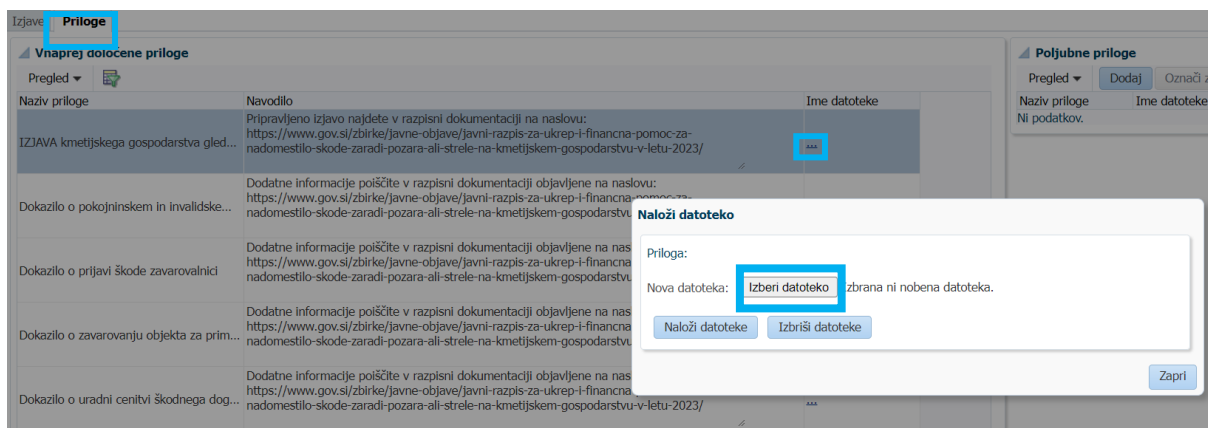 Izjave Priloge
Vnaprej določene priloge
Pregled
Naziv priloge Navodilo Ime datoteke
IZJAVA kmetijskega gospodarstva gled...
Pripravljeno izjavo najdete v razpisni dokumentaciji na naslovu:
https://www.gov.si/zbirke/javne-objave/javni-razpis-za-ukrep-i-financna-pomoc-za-
nadomestilo-skode-zaradi-pozara-ali-strele-na-kmetijskem-gospodarstvu-v-letu-2023/
...
Dokazilo o pokojninskem in invalidske...
Dodatne informacije poiščite v razpisni dokumentaciji objavljene na naslovu:
https://www.gov.si/zbirke/javne-objave/javni-razpis-za-ukrep-i-financna-pomoc-za-
nadomestilo-skode-zaradi-pozara-ali-strele-na-kmetijskem-gospodarstvu
Dokazilo o prijavi škode zavarovalnici
Dodatne informacije poiščite v razpisni dokumentaciji objavljene na nas
https://www.gov.si/zbirke/javne-objave/javni-razpis-za-ukrep-i-financna
nadomestilo-skode-zaradi-pozara-ali-strele-na-kmetijskem-gospodarstvu
Dokazilo o zavarovanju objekta za prim...
Dodatne informacije poiščite v razpisni dokumentaciji objavljene na nas
https://www.gov.si/zbirke/javne-objave/javni-razpis-za-ukrep-i-financna
nadomestilo-skode-zaradi-pozara-ali-strele-na-kmetijskem-gospodarstvu
Dokazilo o uradni cenitvi škodnega dog...
Dodatne informacije poiščite v razpisni dokumentaciji objavljene na nas
https://www.gov.si/zbirke/javne-objave/javni-razpis-za-ukrep-i-financna
nadomestilo-skode-zaradi-pozara-ali-strele-na-kmetijskem-gospodarstvu-v-letu-2023/
...
Poljubne priloge
Pregled Dodaj Označi z
Naziv priloge Ime datoteke
Ni podatkov.
Naloži datoteko
Priloga:
Nova datoteka: Izberi datoteko Izbrana ni nobena datoteka.
Naloži datoteke Izbriši datoteke
Zapri